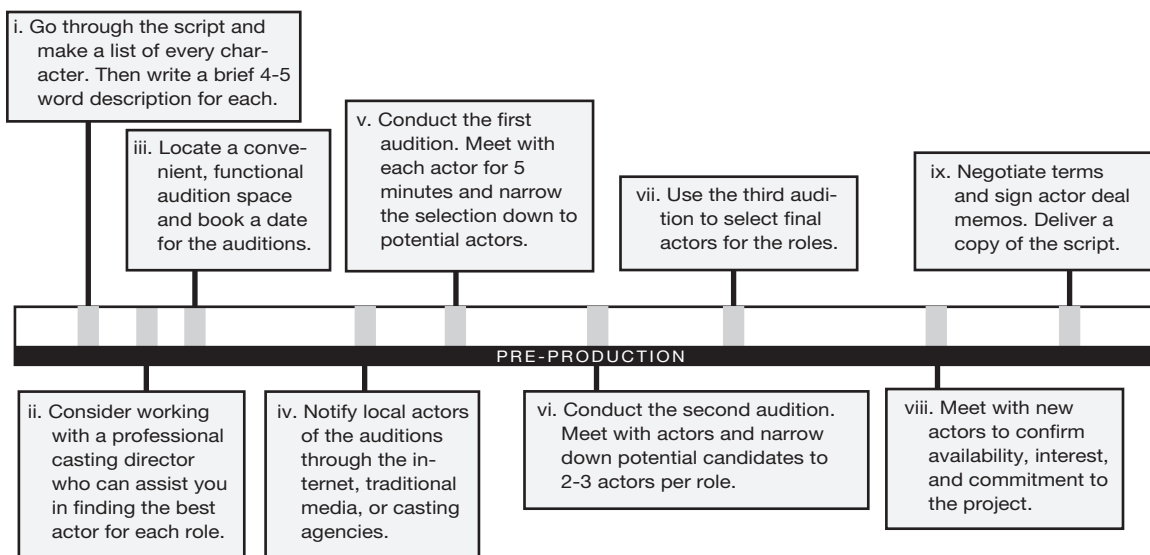 i. Go through the script and
make a list of every char-
acter. Then write a brief 4-5
word description for each.
iii. Locate a conve-
nient, functional
audition space
and book a date
for the auditions.
v. Conduct the first
audition. Meet with
each actor for 5
minutes and narrow
the selection down to
potential actors.
vii. Use the third audi-
tion to select final
actors for the roles.
ix. Negotiate terms
and sign actor deal
memos. Deliver a
copy of the script.
PRE-PRODUCTION
ii. Consider working
with a professional
casting director
who can assist you
in finding the best
actor for each role.
iv. Notify local actors
of the auditions
through the in-
ternet, traditional
media, or casting
agencies.
vi. Conduct the second audition.
Meet with actors and narrow
down potential candidates to
2-3 actors per role.
viii. Meet with new
actors to confirm
availability, interest,
and commitment to
the project.